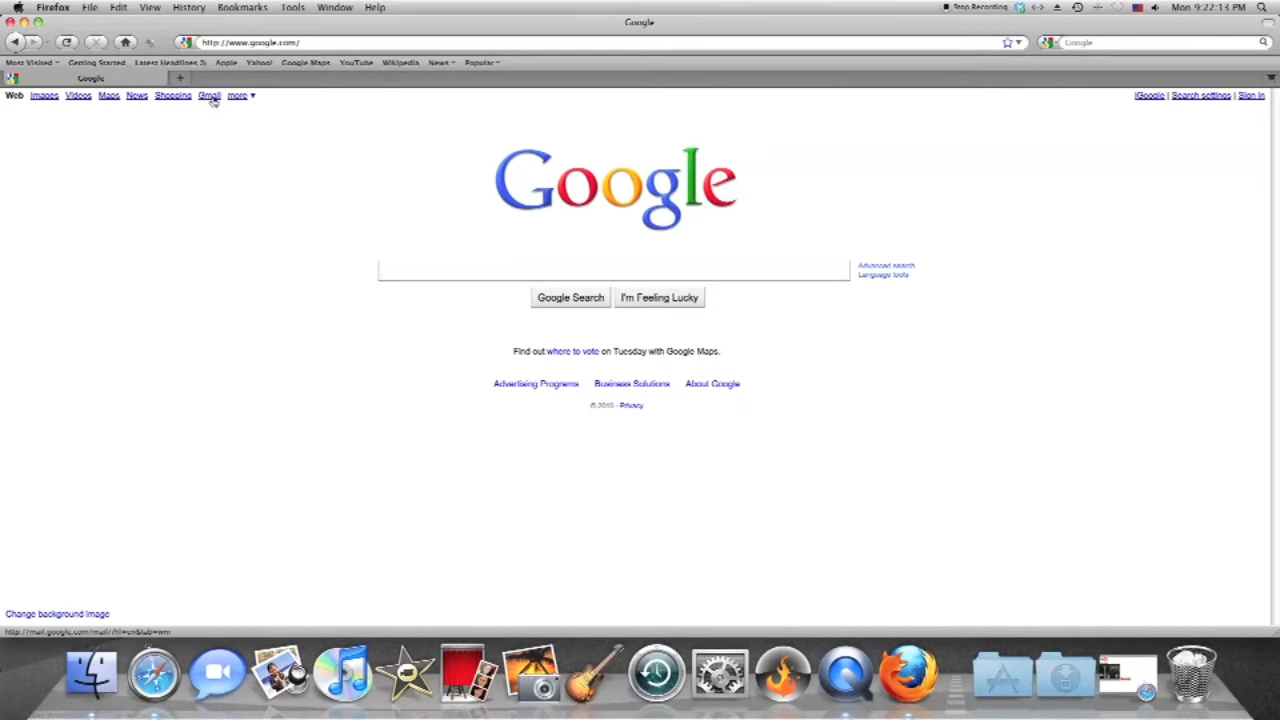 Firefox File Edit View History Bookmarks Tools Window Help Stop Recording Mon 9:22:13 PM
Google
http://www.google.com/ Google
Most Visited Getting Started Latest Headlines Apple Yahoo! Google Maps YouTube Wikipedia News Popular
Google
Web Images Videos Maps News Shopping Gmail more iGoogle | Search settings | Sign in
Google
Advanced search
Language tools
Google Search I'm Feeling Lucky
Find out where to vote on Tuesday with Google Maps.
Advertising Programs Business Solutions About Google
© 2010 - Privacy
Change background image
http://mail.google.com/mail/?hl=en&tab=wm